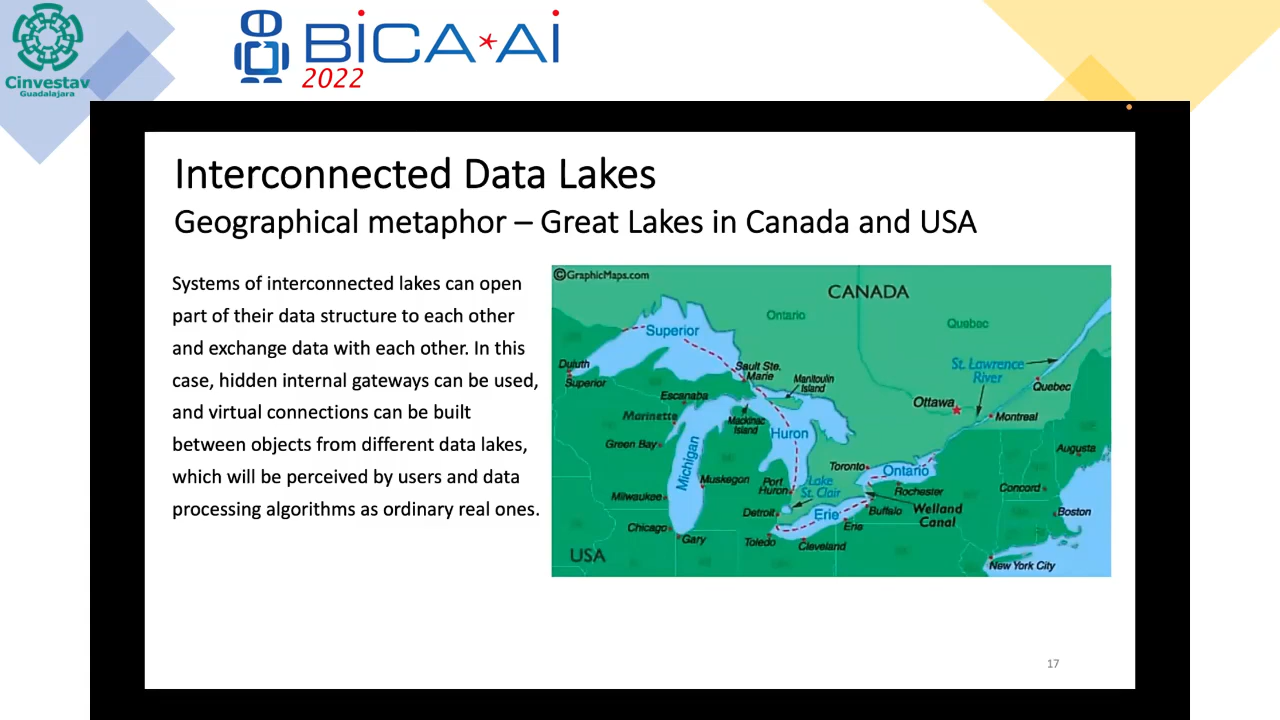 Cinvestav
Guadalajara
BiCA*Ai
2022
Interconnected Data Lakes
Geographical metaphor – Great Lakes in Canada and USA
Systems of interconnected lakes can open
part of their data structure to each other
and exchange data with each other. In this
case, hidden internal gateways can be used,
and virtual connections can be built
between objects from different data lakes,
which will be perceived by users and data
processing algorithms as ordinary real ones.
©GraphicMaps.com
CANADA
Ontario
Quebec
Superior
St. Lawrence
River
Duluth
Superior
Sault Ste.
Marie
Manitoulin
Island
Quebec
Escanaba
Ottawa
Marinette
Mackinac
Island
Montreal
Huron
Green Bay
Michigan
Augusta
Toronto
Ontario
Muskegon
Port
Huron
Lake
St. Clair
Rochester
Concord
Milwaukee
Detroit
Erie
Buffalo
Welland
Canal
Boston
Chicago
Gary
Erie
Toledo
Cleveland
USA
New York City
17